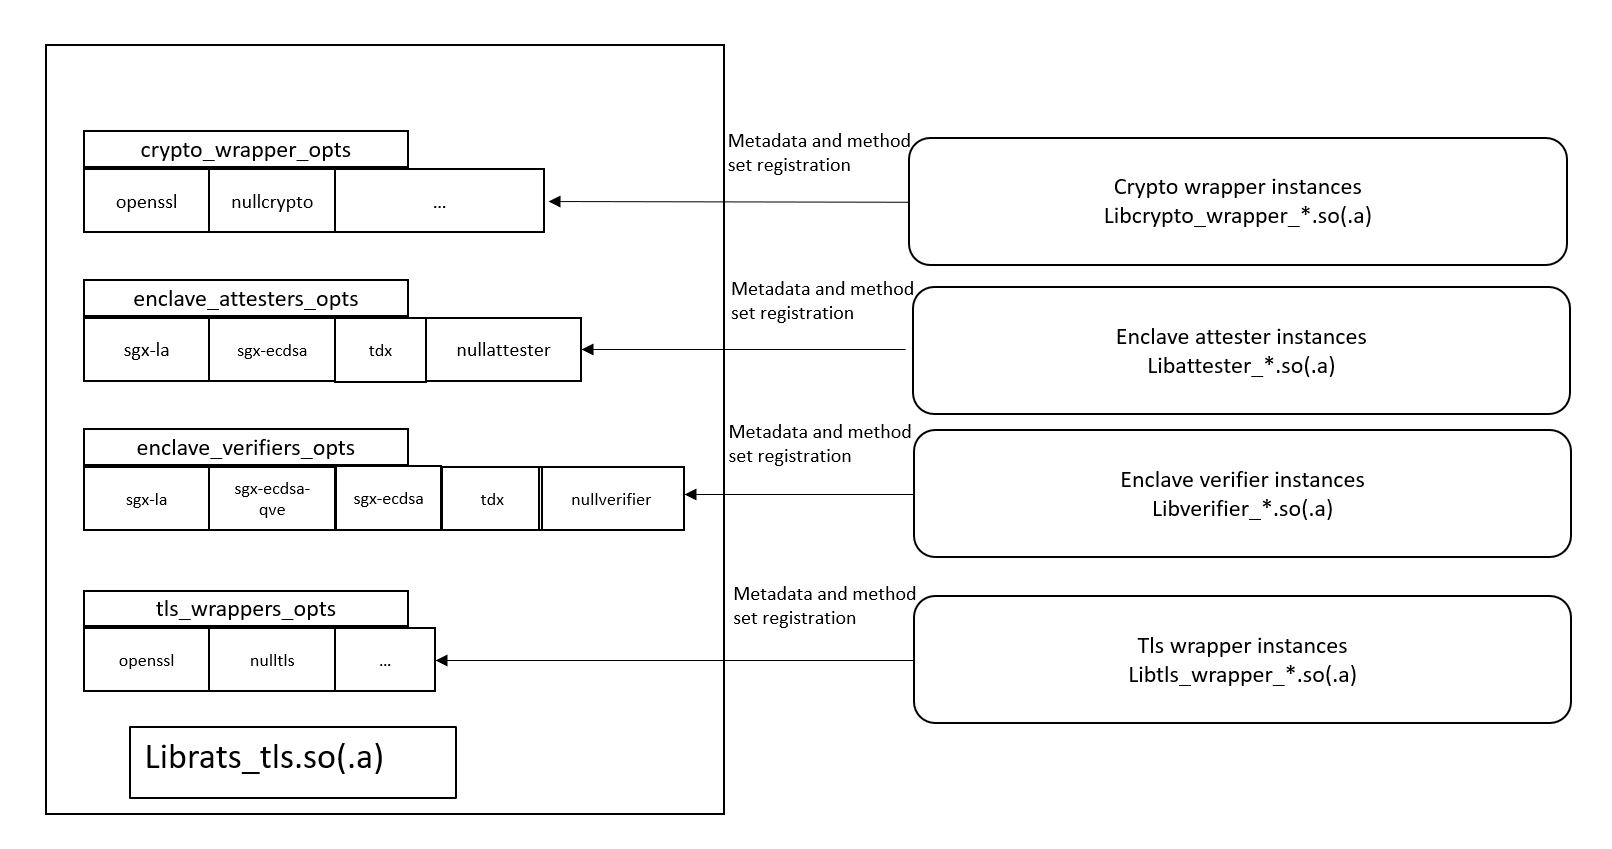 crypto_wrapper_opts
openssl
nullcrypto
...
Metadata and method
set registration
Crypto wrapper instances
Libcrypto_wrapper_*.so(.a)
enclave_attesters_opts
sgx-la
sgx-ecdsa
tdx
nullattester
Metadata and method
set registration
Enclave attester instances
Libattester_*.so(.a)
enclave_verifiers_opts
sgx-la
sgx-ecdsa-
qve
sgx-ecdsa
tdx
nullverifier
Metadata and method
set registration
Enclave verifier instances
Libverifier_*.so(.a)
tls_wrappers_opts
openssl
nulltls
...
Metadata and method
set registration
Tls wrapper instances
Libtls_wrapper_*.so(.a)
Librats_tls.so(.a)